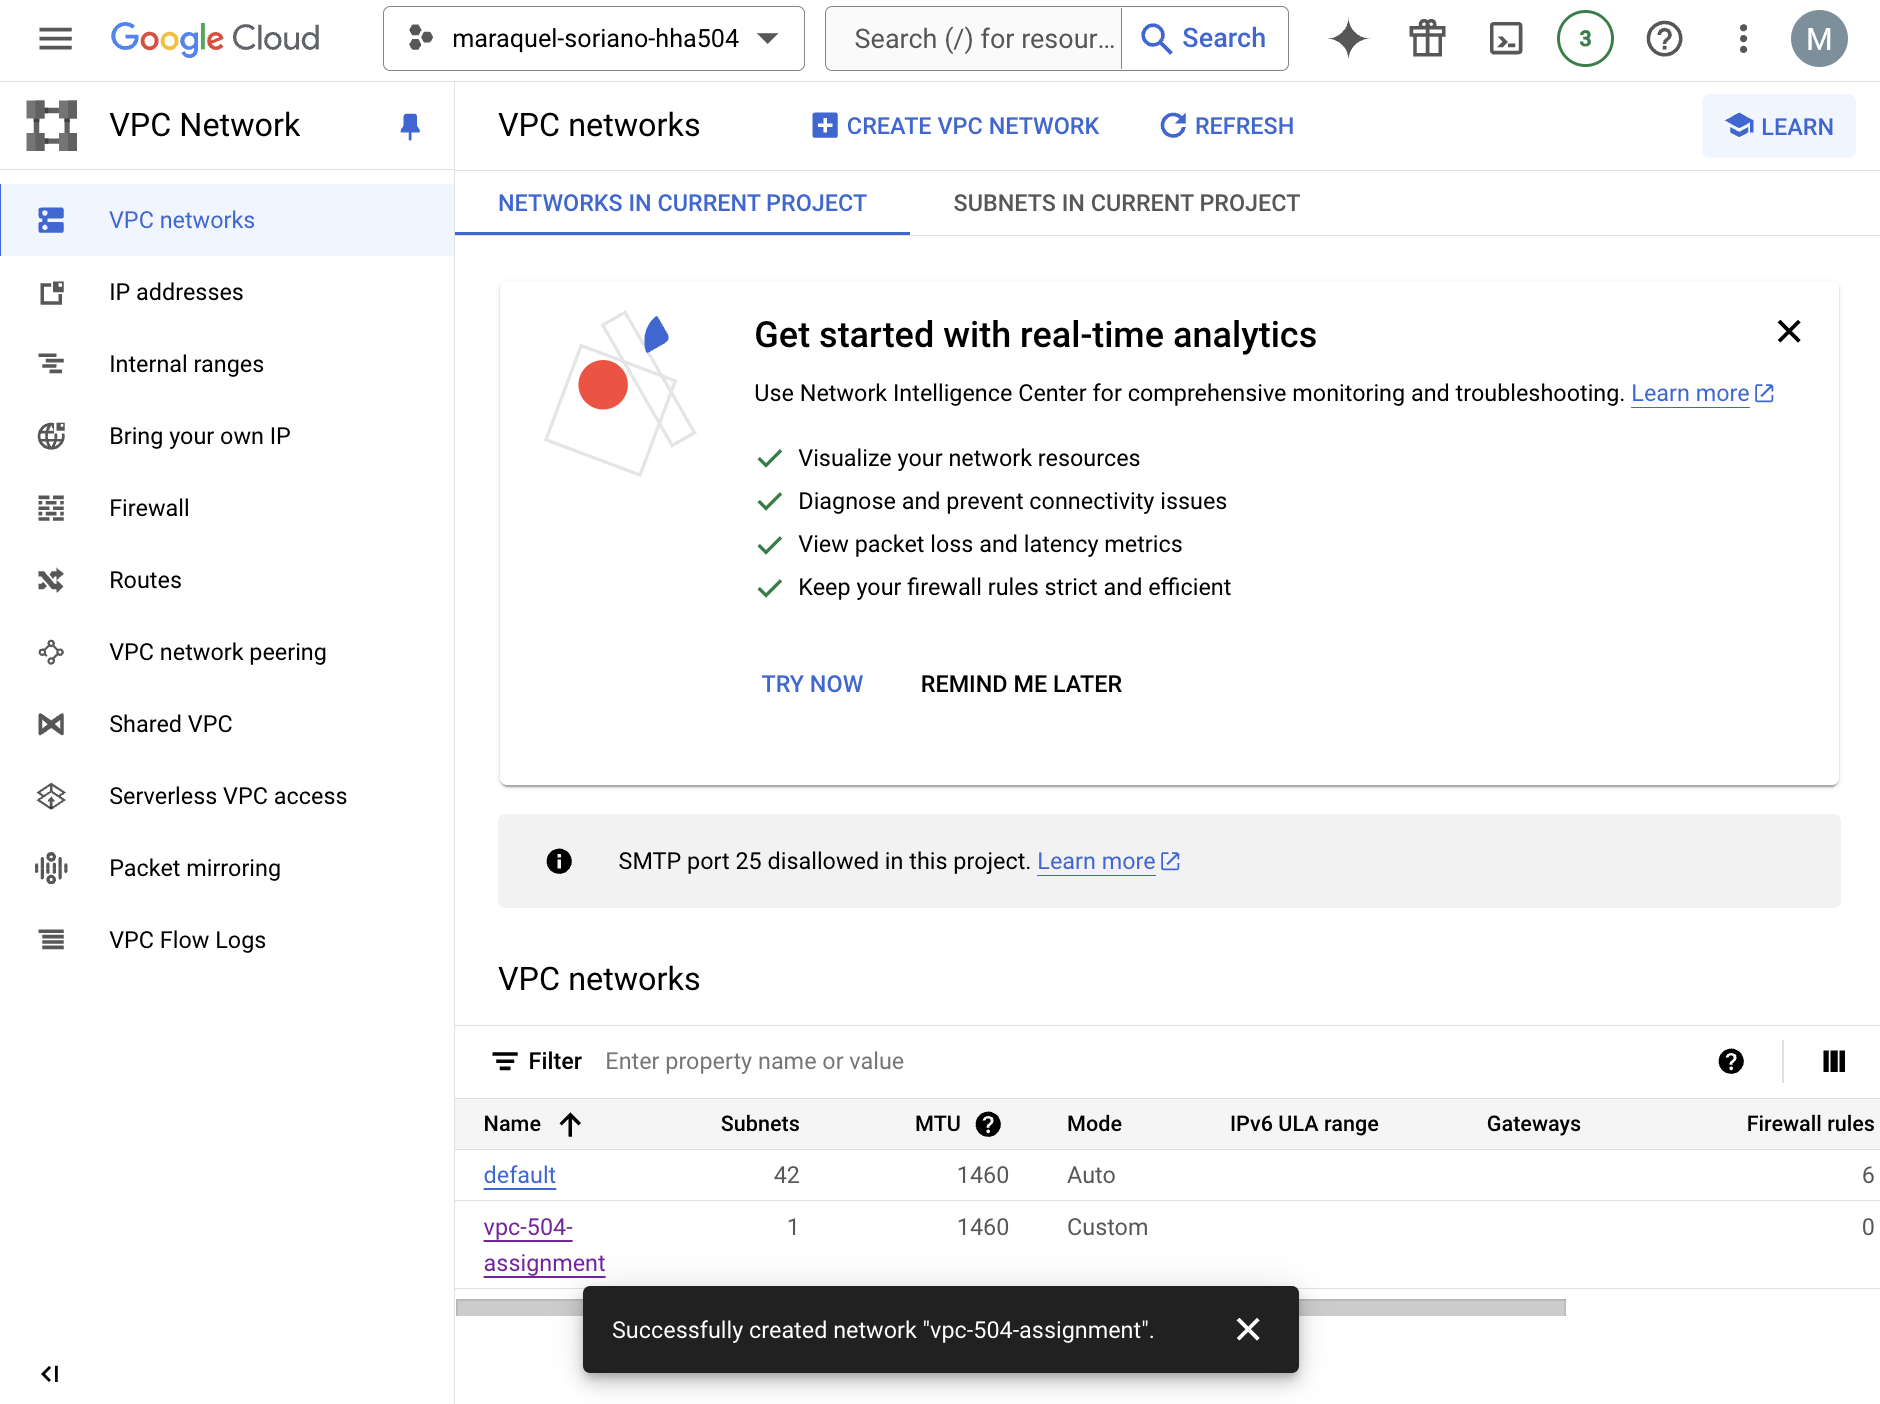 Google Cloud
maraquel-soriano-hha504
Search (/) for resour...
Search
3
M
VPC Network
VPC networks
CREATE VPC NETWORK
REFRESH
LEARN
VPC networks
IP addresses
Internal ranges
Bring your own IP
Firewall
Routes
VPC network peering
Shared VPC
Serverless VPC access
Packet mirroring
VPC Flow Logs
NETWORKS IN CURRENT PROJECT
SUBNETS IN CURRENT PROJECT
Get started with real-time analytics
Use Network Intelligence Center for comprehensive monitoring and troubleshooting. Learn more
Visualize your network resources
Diagnose and prevent connectivity issues
View packet loss and latency metrics
Keep your firewall rules strict and efficient
TRY NOW
REMIND ME LATER
SMTP port 25 disallowed in this project. Learn more
VPC networks
Filter Enter property name or value
Name Subnets MTU Mode IPv6 ULA range Gateways Firewall rules
default 42 1460 Auto 6
vpc-504- 1 1460 Custom 0
assignment
Successfully created network "vpc-504-assignment".